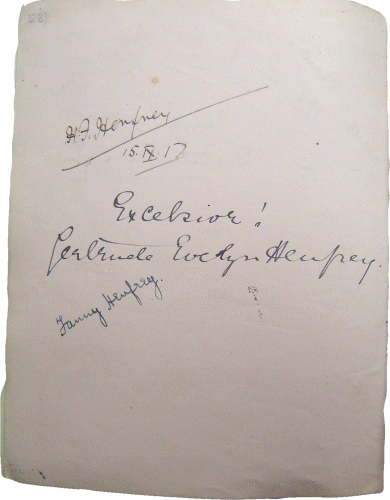 H. F. Henfrey
15. IX. 17
Excelsior!
Gertrude Evelyn Henfrey.
Fanny Henfrey.